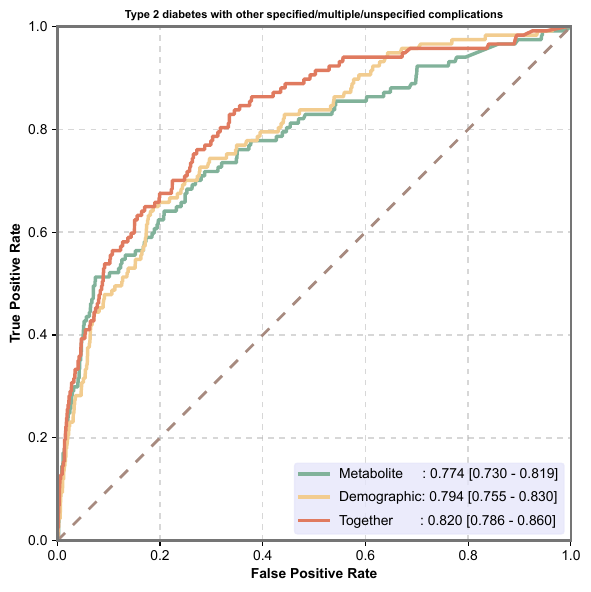 Type 2 diabetes with other specified/multiple/unspecified complications
1.0
0.8
0.6
0.4
0.2
0.0
True Positive Rate
Metabolite : 0.774 [0.730 - 0.819]
Demographic: 0.794 [0.755 - 0.830]
Together : 0.820 [0.786 - 0.860]
0.0 0.2 0.4 0.6 0.8 1.0
False Positive Rate